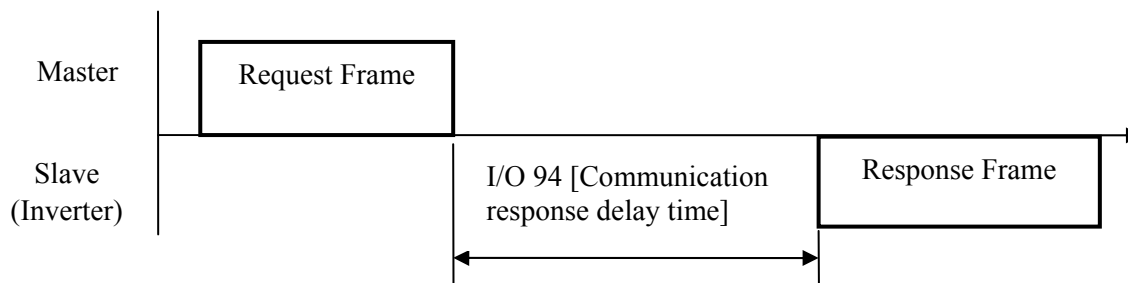 Master
Request Frame
Slave
(Inverter)
I/O 94 [Communication
response delay time]
Response Frame